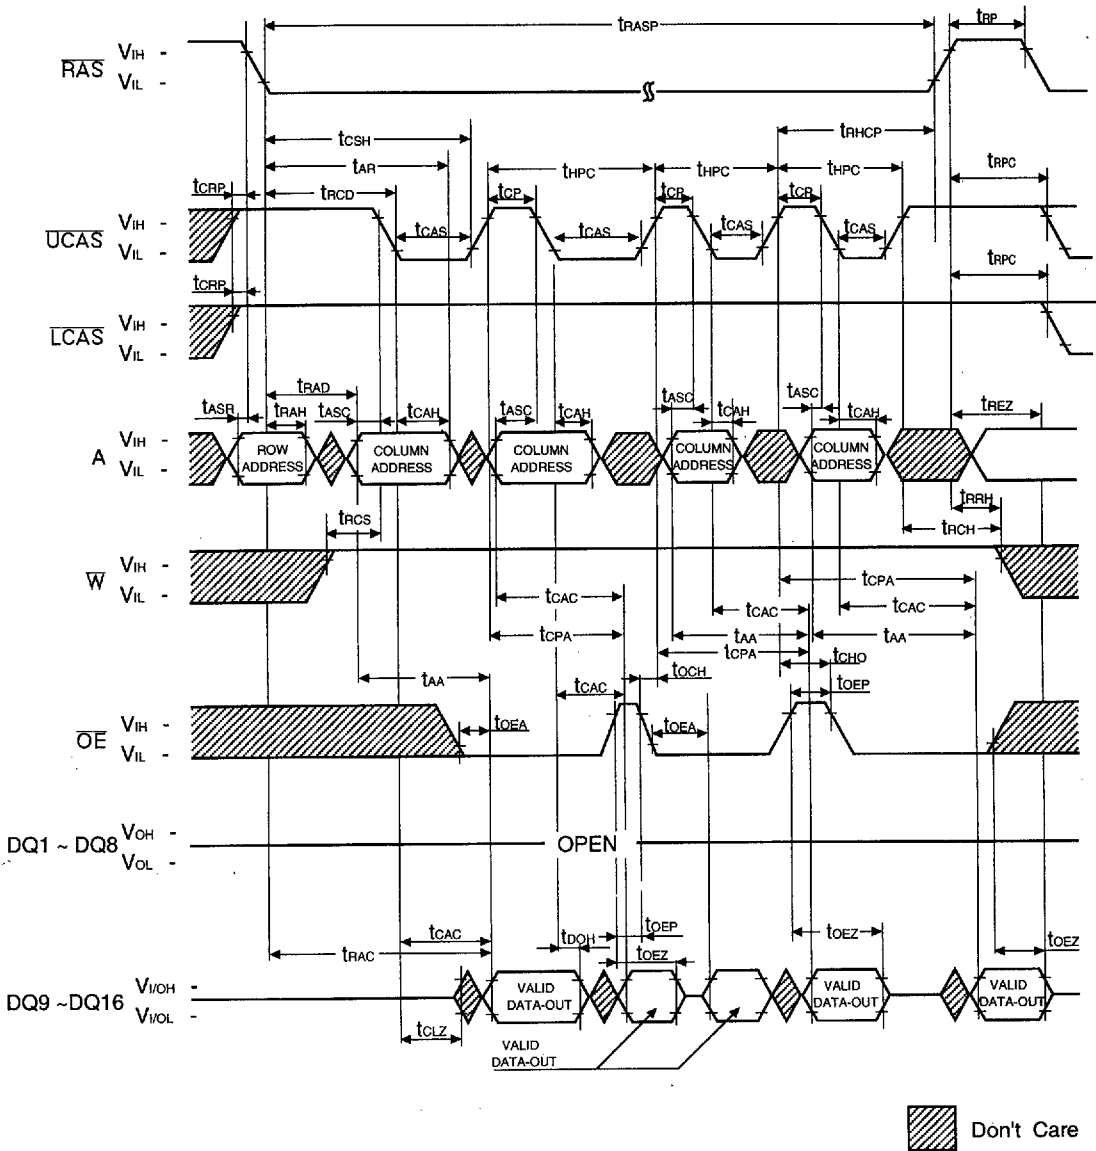 tRASP
tRP
RAS
VIH -
VIL -
tCSH
tRHCP
tAR
tHPC
tHPC
tHPC
tRPC
tCRP
tRCD
tCP
tCP
tCP
UCAS
VIH -
VIL -
tCAS
tCAS
tCAS
tCAS
tRPC
tCRP
LCAS
VIH -
VIL -
tRAD
tASR
tRAH
tASC
tCAH
tASC
tCAH
tASC
tCAH
tASC
tCAH
tREZ
A
VIH -
VIL -
ROW
ADDRESS
COLUMN
ADDRESS
COLUMN
ADDRESS
COLUMN
ADDRESS
COLUMN
ADDRESS
tRRH
tRCS
tRCH
W
VIH -
VIL -
tCPA
tCAC
tCAC
tCAC
tCPA
tAA
tAA
tCPA
tCHO
tAA
tCAC
tOCH
tOEP
OE
VIH -
VIL -
tOEA
tOEA
DQ1 ~ DQ8
VOH -
VOL -
OPEN
tCAC
tDOH
tOEP
tOEZ
tRAC
tOEZ
tOEZ
DQ9 ~DQ16
VI/OH -
VI/OL -
VALID
DATA-OUT
VALID
DATA-OUT
VALID
DATA-OUT
tCLZ
VALID
DATA-OUT
Don't Care